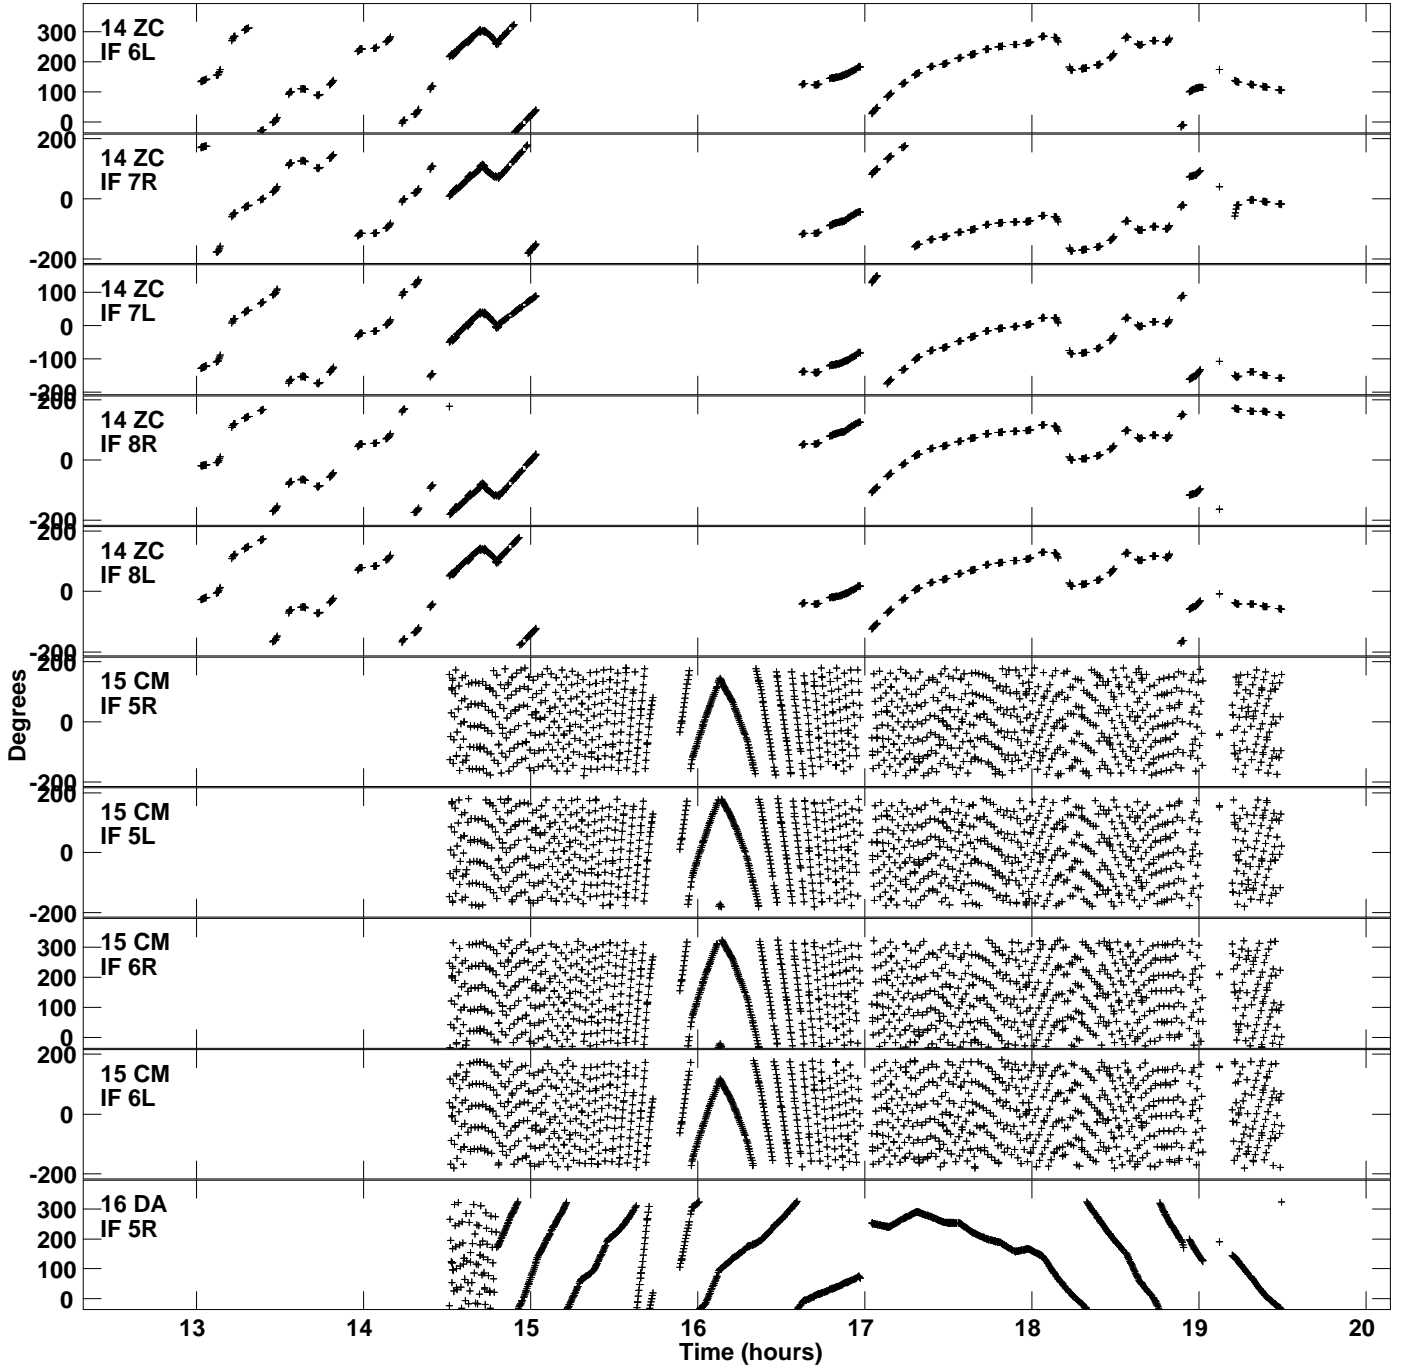 14 ZC
IF 6L
300
200
100
0
14 ZC
IF 7R
200
0
-200
14 ZC
IF 7L
100
0
-100
-200
14 ZC
IF 8R
200
0
-200
14 ZC
IF 8L
200
0
-200
15 CM
IF 5R
200
0
-200
15 CM
IF 5L
200
0
-200
15 CM
IF 6R
300
200
100
0
15 CM
IF 6L
200
0
-200
16 DA
IF 5R
300
200
100
0
Degrees
13 14 15 16 17 18 19 20
Time (hours)